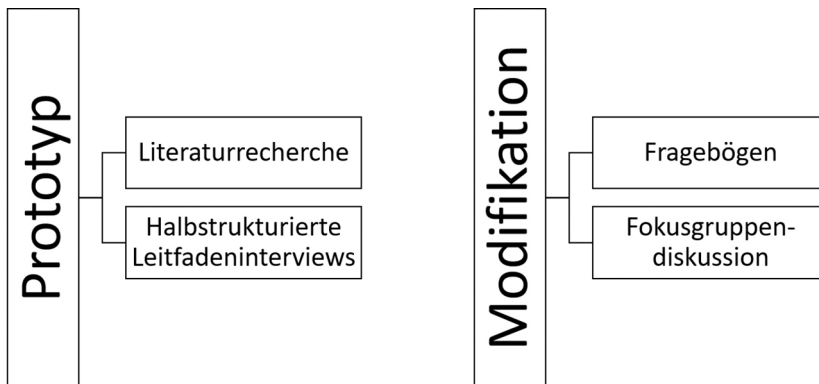 Prototyp
Literaturrecherche
Halbstrukturierte
Leitfadeninterviews
Modifikation
Fragebögen
Fokusgruppen-
diskussion